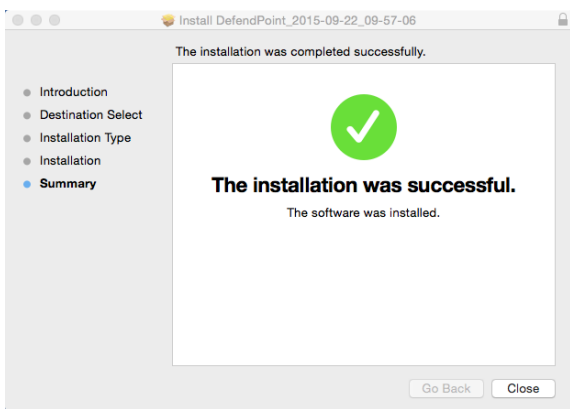 Install DefendPoint_2015-09-22_09-57-06
The installation was completed successfully.
Introduction
Destination Select
Installation Type
Installation
Summary
The installation was successful.
The software was installed.
Go Back
Close